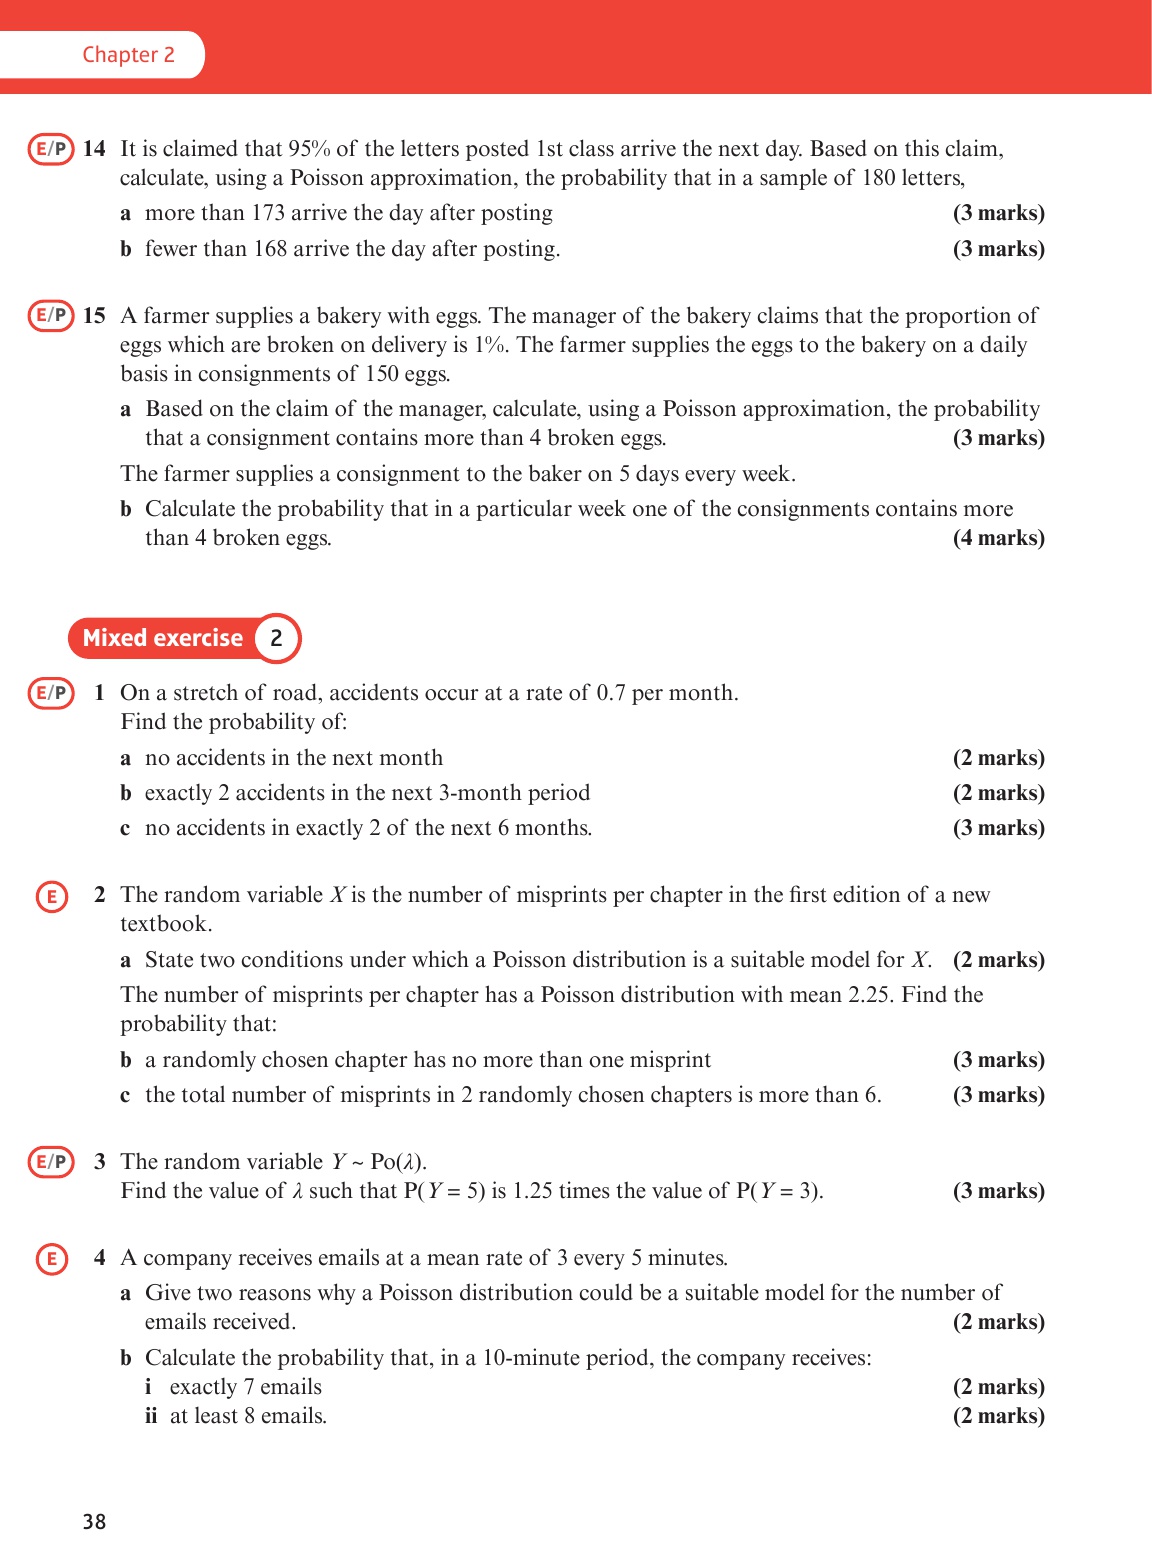 Chapter 2
E/P 14 It is claimed that 95% of the letters posted 1st class arrive the next day. Based on this claim,
calculate, using a Poisson approximation, the probability that in a sample of 180 letters,
a more than 173 arrive the day after posting (3 marks)
b fewer than 168 arrive the day after posting. (3 marks)
E/P 15 A farmer supplies a bakery with eggs. The manager of the bakery claims that the proportion of
eggs which are broken on delivery is 1%. The farmer supplies the eggs to the bakery on a daily
basis in consignments of 150 eggs.
a Based on the claim of the manager, calculate, using a Poisson approximation, the probability
that a consignment contains more than 4 broken eggs. (3 marks)
The farmer supplies a consignment to the baker on 5 days every week.
b Calculate the probability that in a particular week one of the consignments contains more
than 4 broken eggs. (4 marks)
Mixed exercise 2
E/P 1 On a stretch of road, accidents occur at a rate of 0.7 per month.
Find the probability of:
a no accidents in the next month (2 marks)
b exactly 2 accidents in the next 3-month period (2 marks)
c no accidents in exactly 2 of the next 6 months. (3 marks)
E 2 The random variable X is the number of misprints per chapter in the first edition of a new
textbook.
a State two conditions under which a Poisson distribution is a suitable model for X. (2 marks)
The number of misprints per chapter has a Poisson distribution with mean 2.25. Find the
probability that:
b a randomly chosen chapter has no more than one misprint (3 marks)
c the total number of misprints in 2 randomly chosen chapters is more than 6. (3 marks)
E/P 3 The random variable Y ~ Po(λ).
Find the value of λ such that P(Y = 5) is 1.25 times the value of P(Y = 3). (3 marks)
E 4 A company receives emails at a mean rate of 3 every 5 minutes.
a Give two reasons why a Poisson distribution could be a suitable model for the number of
emails received. (2 marks)
b Calculate the probability that, in a 10-minute period, the company receives:
i exactly 7 emails (2 marks)
ii at least 8 emails. (2 marks)
38